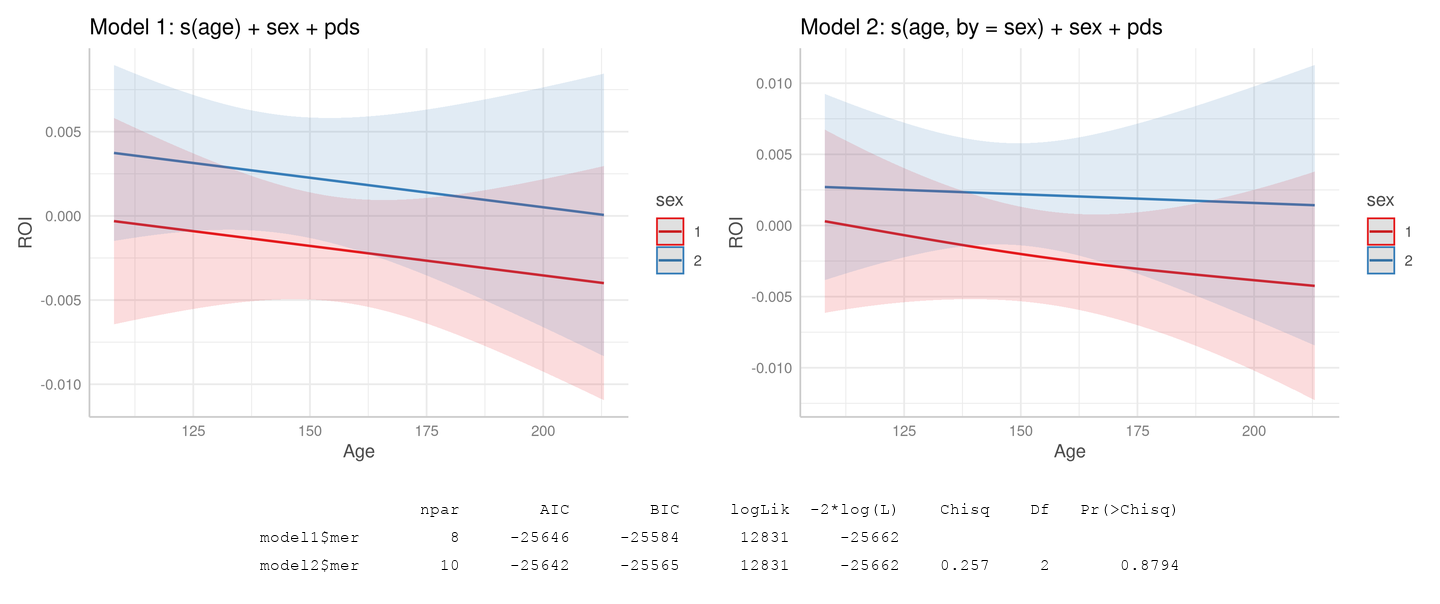 Model 1: s(age) + sex + pds
0.005
0.000
-0.005
-0.010
ROI
125 150 175 200
Age
sex
1
2
Model 2: s(age, by = sex) + sex + pds
0.010
0.005
0.000
-0.005
-0.010
ROI
125 150 175 200
Age
sex
1
2
npar AIC BIC logLik -2*log(L) Chisq Df Pr(>Chisq)
model1$mer 8 -25646 -25584 12831 -25662
model2$mer 10 -25642 -25565 12831 -25662 0.257 2 0.8794